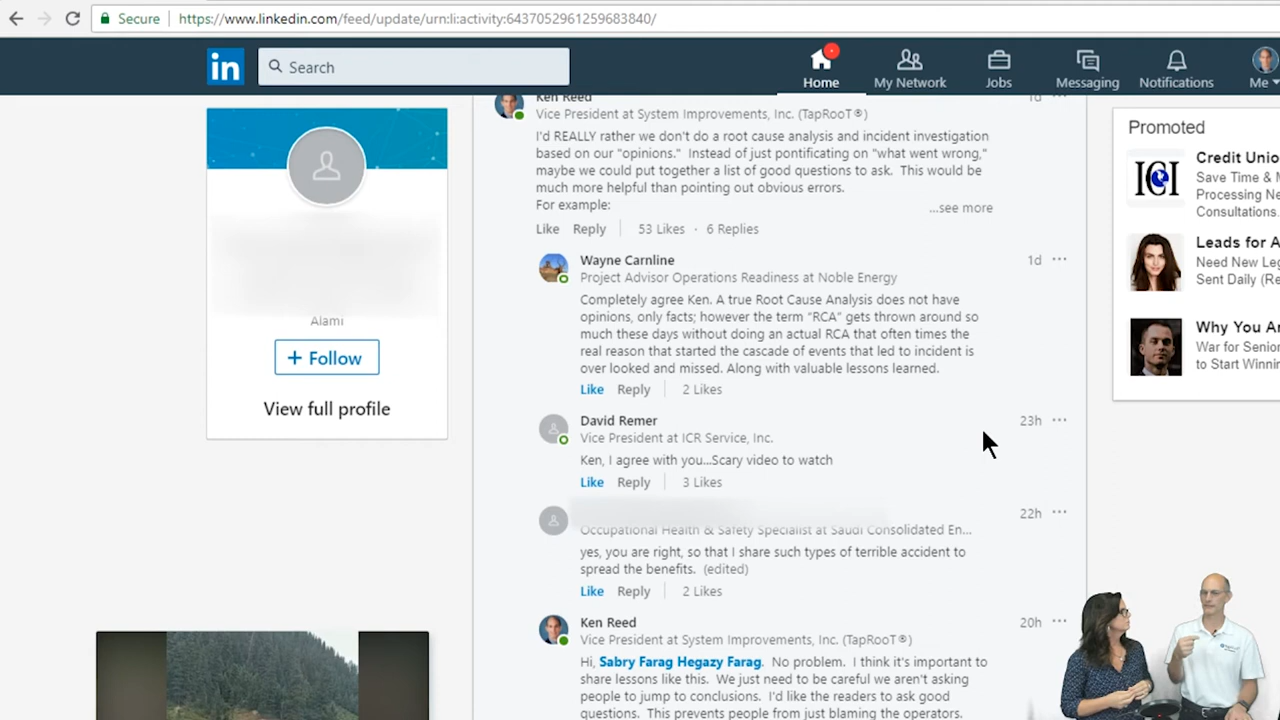 Secure
https://www.linkedin.com/feed/update/urn:li:activity:6437052961259683840/
in
Search
Home
My Network
Jobs
Messaging
Notifications
Me
Ken Reed
1d
Vice President at System Improvements, Inc. (TapRooT®)
I'd REALLY rather we don't do a root cause analysis and incident investigation
based on our "opinions." Instead of just pontificating on "what went wrong,"
maybe we could put together a list of good questions to ask. This would be
much more helpful than pointing out obvious errors.
For example:
...see more
Like Reply 53 Likes · 6 Replies
Wayne Carnline
1d
Project Advisor Operations Readiness at Noble Energy
Completely agree Ken. A true Root Cause Analysis does not have
opinions, only facts; however the term “RCA” gets thrown around so
much these days without doing an actual RCA that often times the
real reason that started the cascade of events that led to incident is
over looked and missed. Along with valuable lessons learned.
Like Reply 2 Likes
David Remer
23h
Vice President at ICR Service, Inc.
Ken, I agree with you...Scary video to watch
Like Reply 3 Likes
22h
Occupational Health & Safety Specialist at Saudi Consolidated En...
yes, you are right, so that I share such types of terrible accident to
spread the benefits. (edited)
Like Reply 2 Likes
Ken Reed
20h
Vice President at System Improvements, Inc. (TapRooT®)
Hi, Sabry Farag Hegazy Farag. No problem. I think it's important to
share lessons like this. We just need to be careful we aren't asking
people to jump to conclusions. I'd like the readers to ask good
questions. This prevents people from just blaming the operators.
Alami
+ Follow
View full profile
Promoted
ICI
Credit Unio
Save Time & M
Processing Ne
Consultations.
Leads for A
Need New Leg
Sent Daily (Re
Why You Ar
War for Senior
to Start Winnin